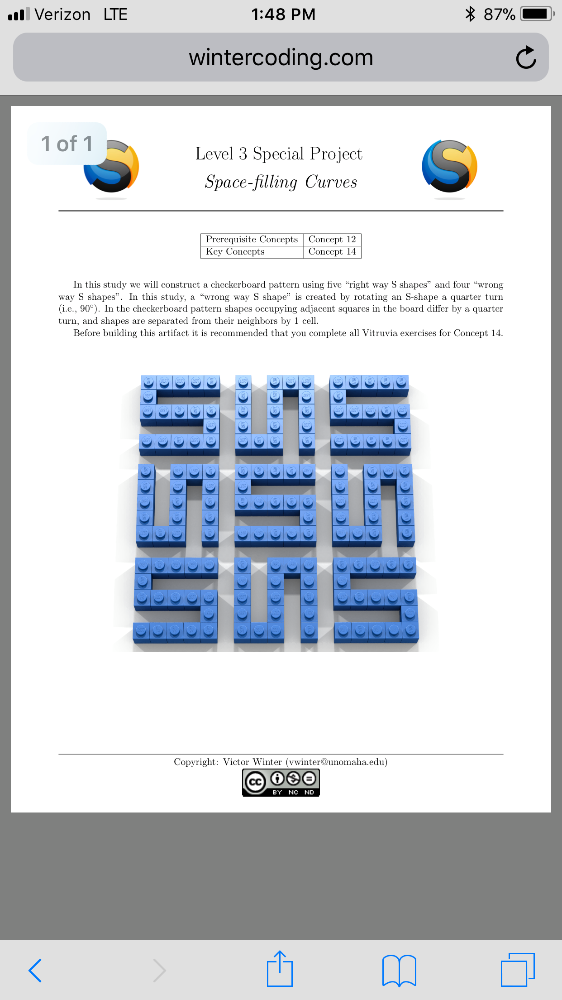 Verizon LTE 1:48 PM 87%
wintercoding.com
1 of 1
Level 3 Special Project
Space-filling Curves
Prerequisite Concepts Concept 12
Key Concepts Concept 14
In this study we will construct a checkerboard pattern using five “right way S shapes” and four “wrong
way S shapes”. In this study, a “wrong way S shape” is created by rotating an S-shape a quarter turn
(i.e., 90°). In the checkerboard pattern shapes occupying adjacent squares in the board differ by a quarter
turn, and shapes are separated from their neighbors by 1 cell.
Before building this artifact it is recommended that you complete all Vitruvia exercises for Concept 14.
Copyright: Victor Winter (vwinter@unomaha.edu)
cc
BY NC ND